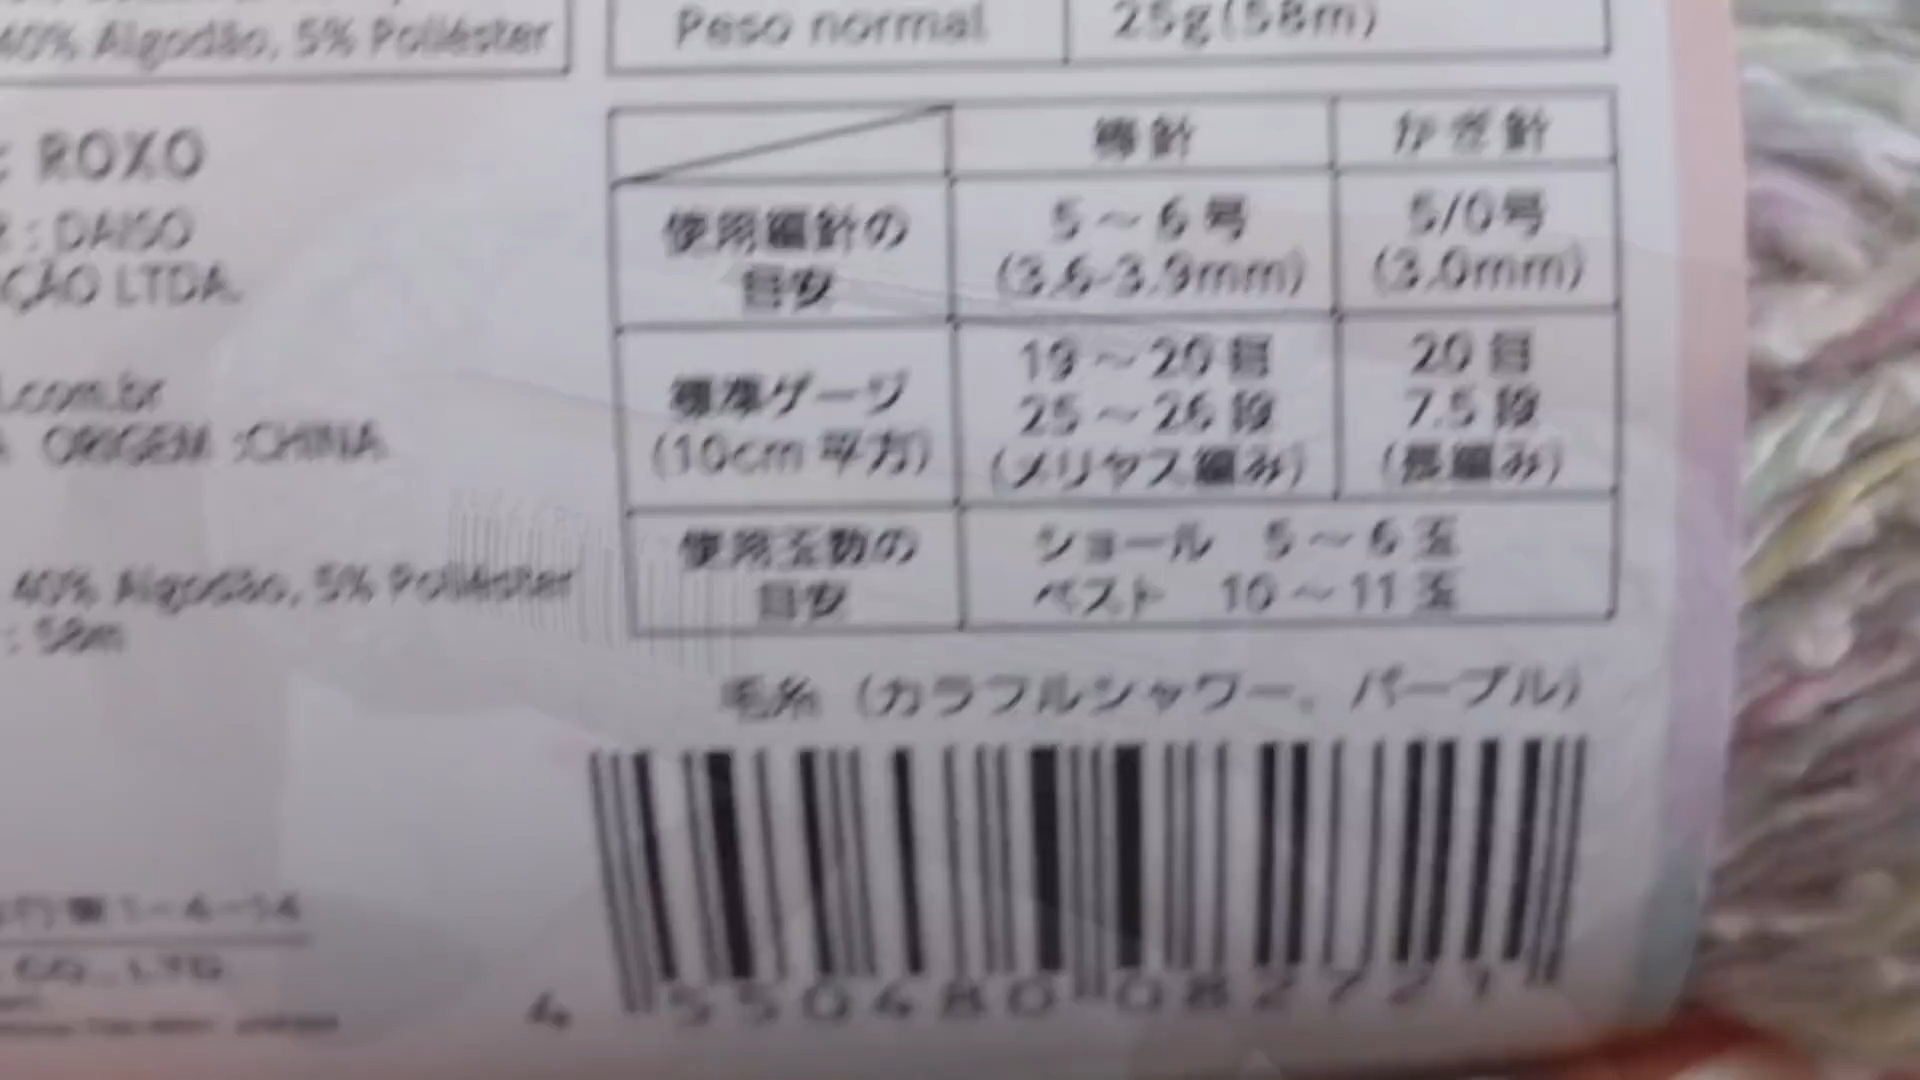 40% Algodão, 5% Poliéster
Peso normal 25g(58m)
: ROXO
: DAISO
ÇÃO LTDA.
.com.br
ORIGEM :CHINA
40% Algodão, 5% Poliéster
: 58m
棒針 かぎ針
使用編針の目安 5～6号 (3.6-3.9mm) 5/0号 (3.0mm)
標準ゲージ (10cm平方) 19～20目 25～26段 (メリヤス編み) 20目 7.5段 (長編み)
使用玉数の目安 ショール 5～6玉 ベスト 10～11玉
毛糸（カラフルシャワー、パープル）
CO., LTD
4 550480 082721